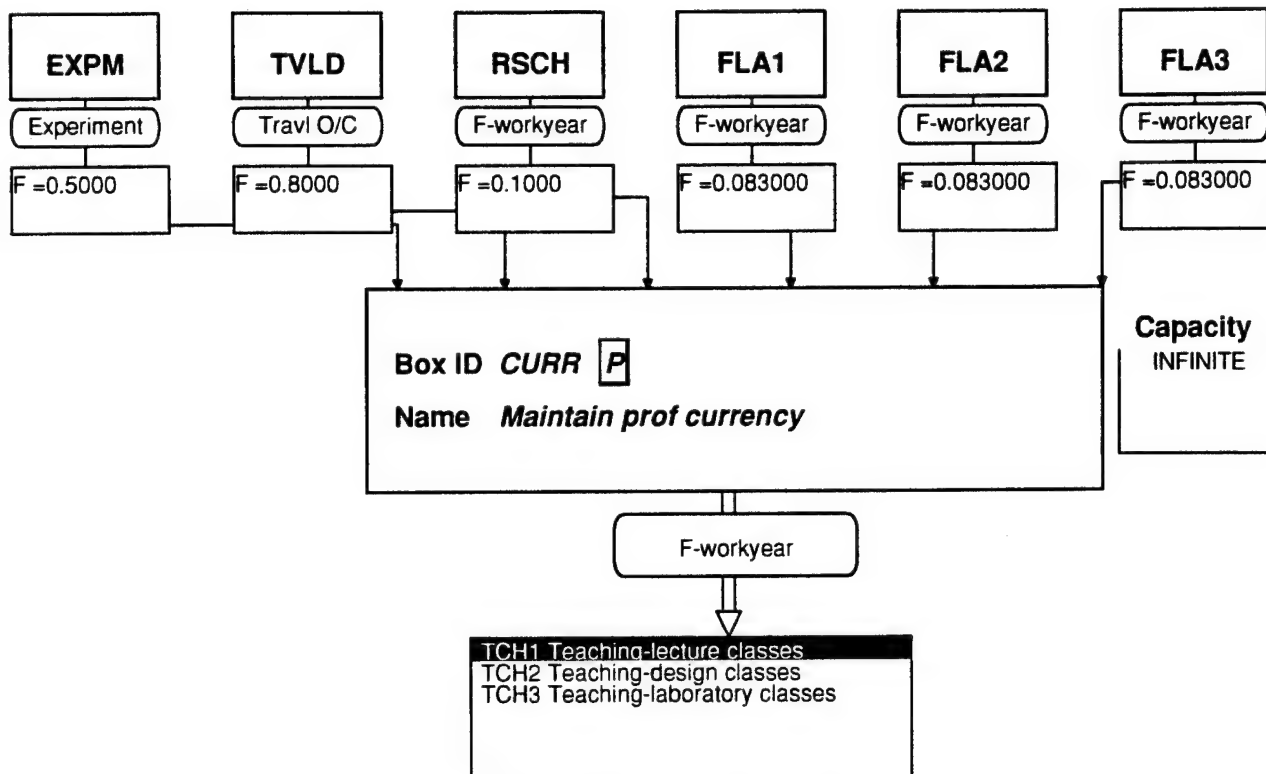 EXPM TVLD RSCH FLA1 FLA2 FLA3
Experiment Travl O/C F-workyear F-workyear F-workyear F-workyear
F =0.5000 F =0.8000 F =0.1000 F =0.083000 F =0.083000 F =0.083000
Capacity
INFINITE
Box ID CURR P
Name Maintain prof currency
F-workyear
TCH1 Teaching-lecture classes
TCH2 Teaching-design classes
TCH3 Teaching-laboratory classes